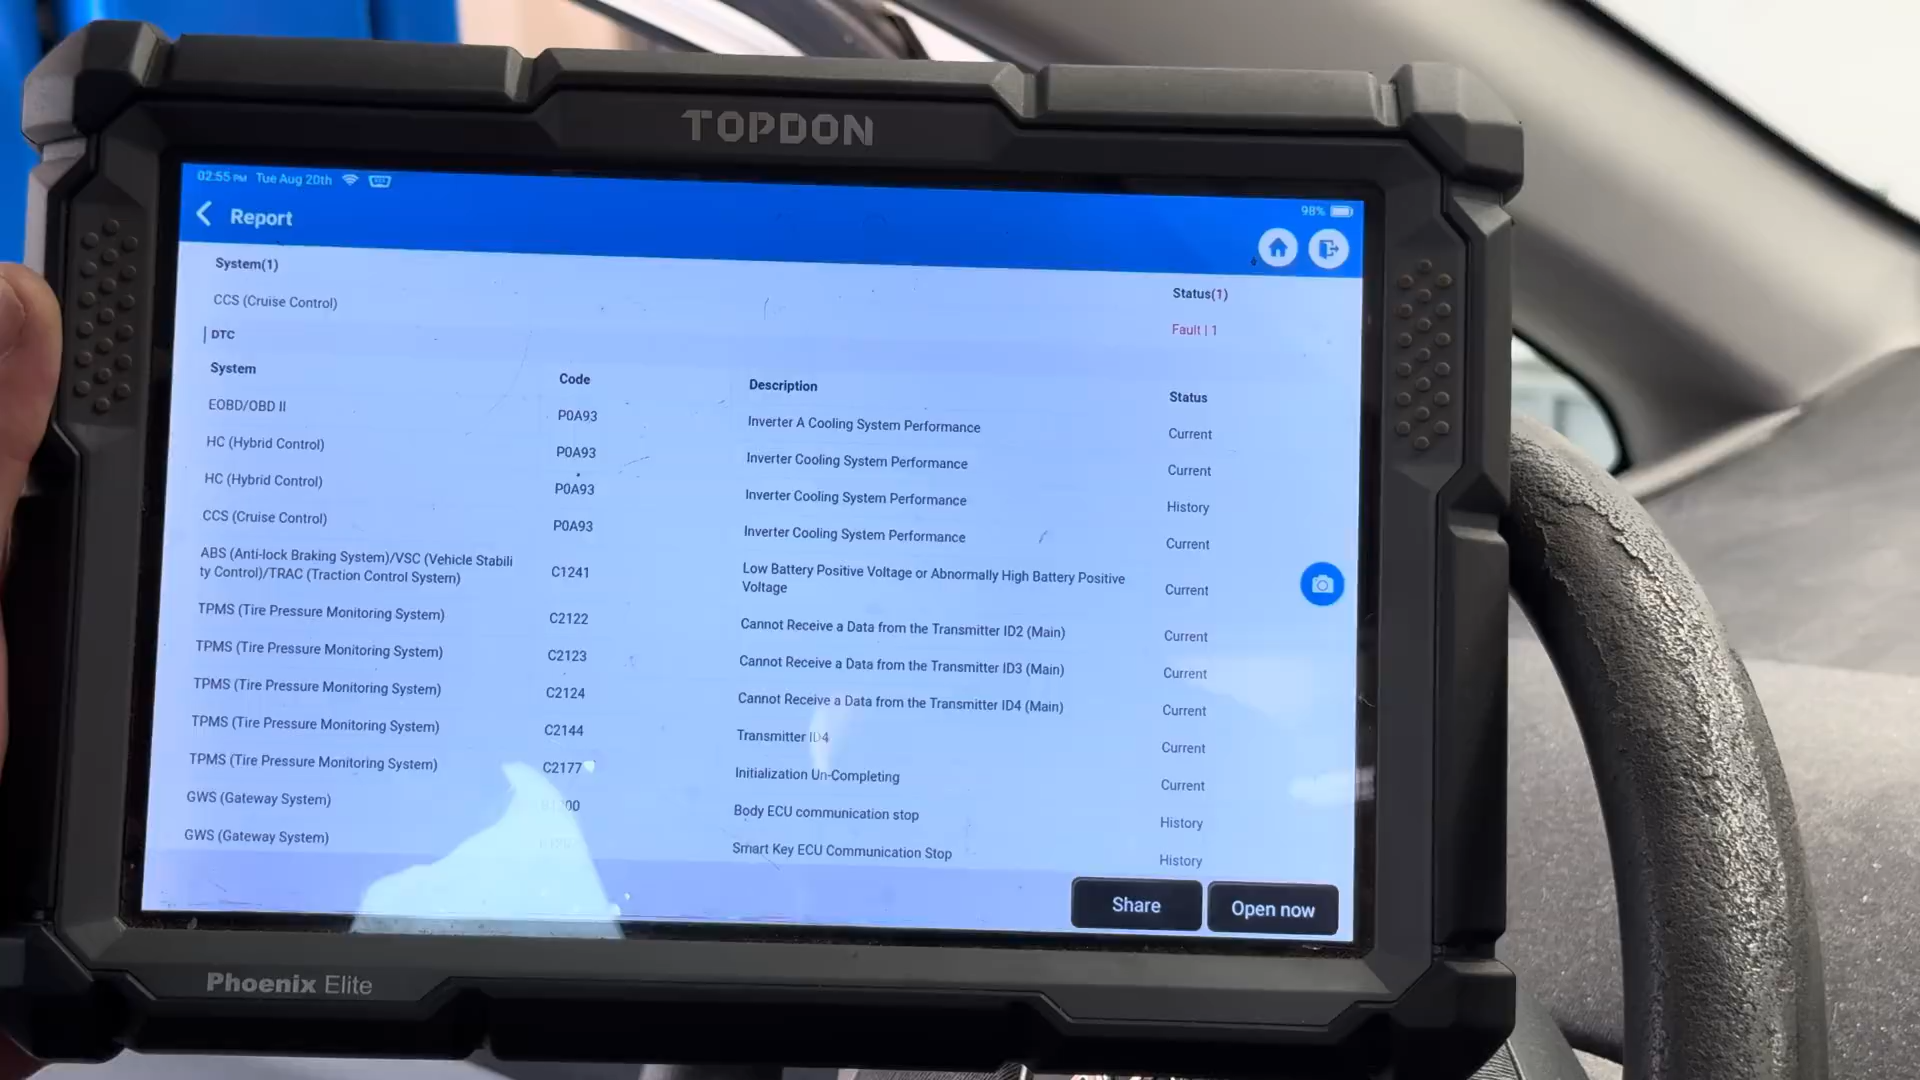 TOPDON
02:55 PM Tue Aug 20th
98%
Report
System(1) Status(1)
CCS (Cruise Control) Fault | 1
DTC
System Code Description Status
EOBD/OBD II P0A93 Inverter A Cooling System Performance Current
HC (Hybrid Control) P0A93 Inverter Cooling System Performance Current
HC (Hybrid Control) P0A93 Inverter Cooling System Performance History
CCS (Cruise Control) P0A93 Inverter Cooling System Performance Current
ABS (Anti-lock Braking System)/VSC (Vehicle Stabili
ty Control)/TRAC (Traction Control System) C1241 Low Battery Positive Voltage or Abnormally High Battery Positive
Voltage Current
TPMS (Tire Pressure Monitoring System) C2122 Cannot Receive a Data from the Transmitter ID2 (Main) Current
TPMS (Tire Pressure Monitoring System) C2123 Cannot Receive a Data from the Transmitter ID3 (Main) Current
TPMS (Tire Pressure Monitoring System) C2124 Cannot Receive a Data from the Transmitter ID4 (Main) Current
TPMS (Tire Pressure Monitoring System) C2144 Transmitter ID4 Current
TPMS (Tire Pressure Monitoring System) C2177 Initialization Un-Completing Current
GWS (Gateway System) Body ECU communication stop History
GWS (Gateway System) Smart Key ECU Communication Stop History
Share Open now
Phoenix Elite